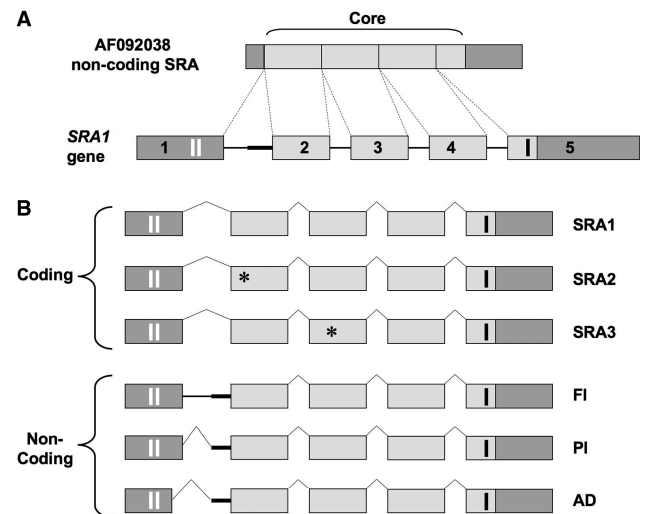 A
Core
AF092038
non-coding SRA
SRA1
gene
1
2
3
4
5
B
Coding
SRA1
SRA2
*
SRA3
*
Non-
Coding
FI
PI
AD